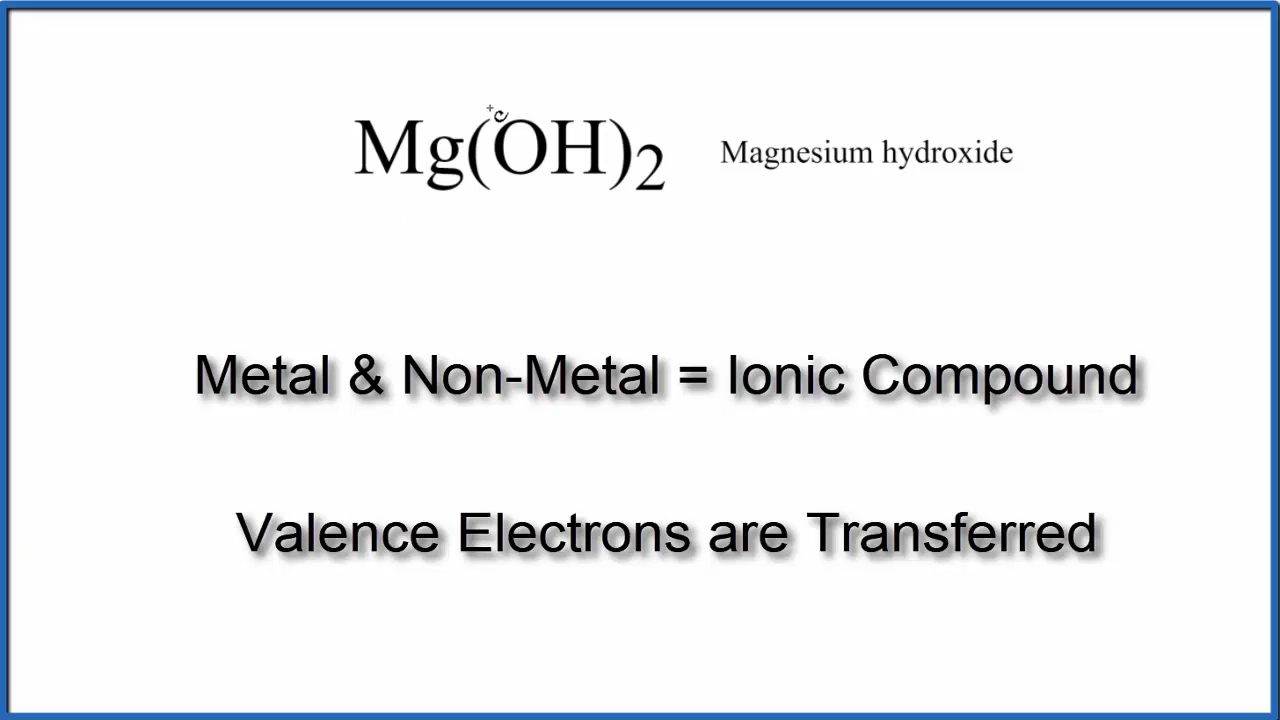 Mg(OH)₂ Magnesium hydroxide
Metal & Non-Metal = Ionic Compound
Valence Electrons are Transferred